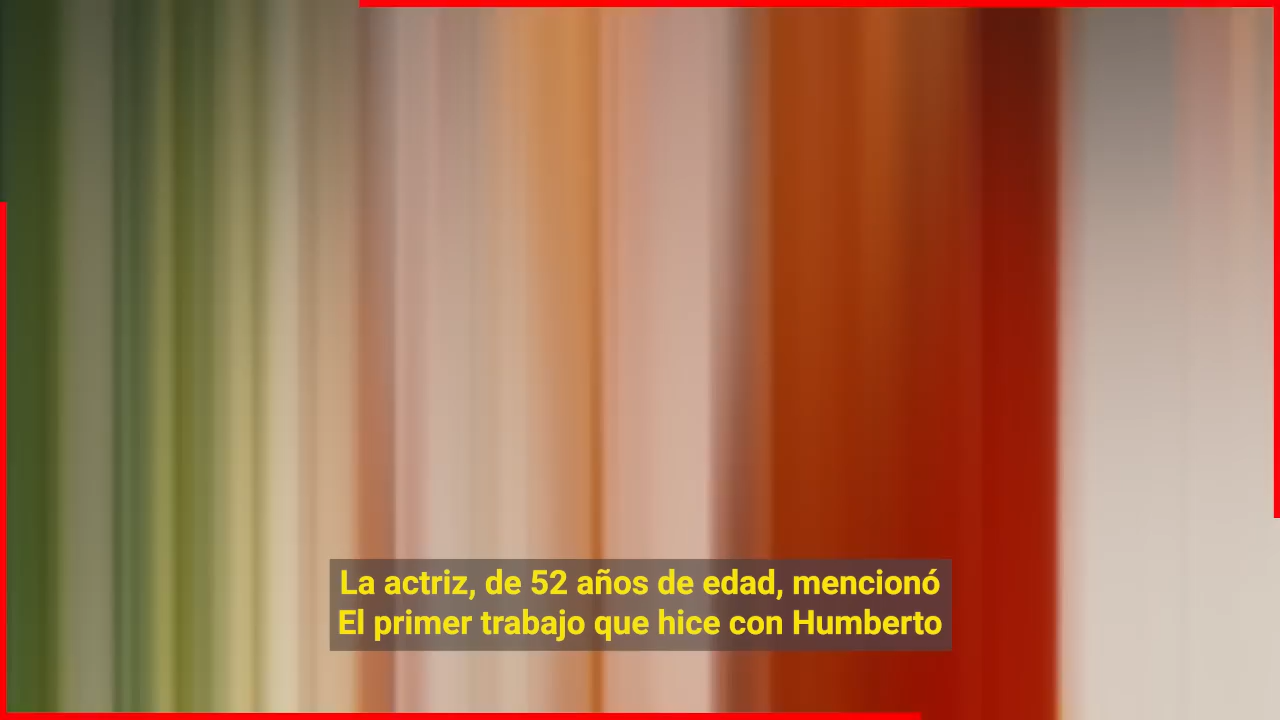 La actriz, de 52 años de edad, mencionó
El primer trabajo que hice con Humberto